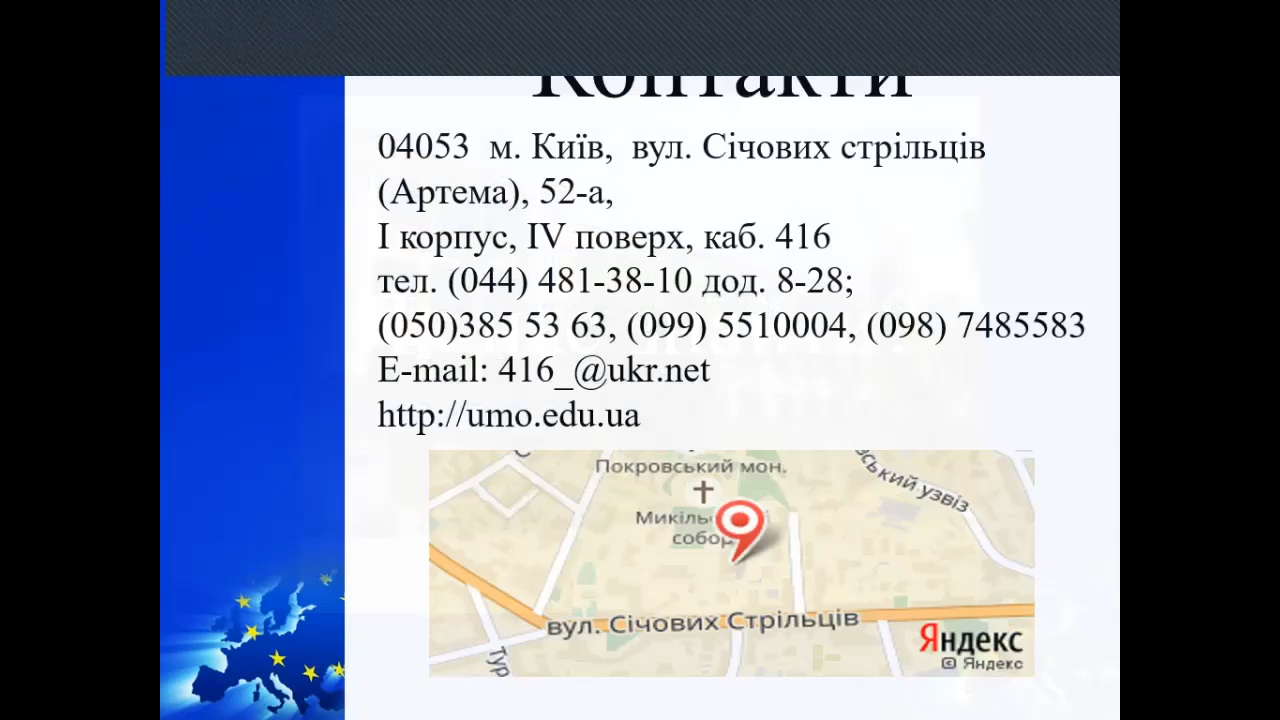 Контакти
04053 м. Київ, вул. Січових стрільців
(Артема), 52-а,
І корпус, IV поверх, каб. 416
тел. (044) 481-38-10 дод. 8-28;
(050)385 53 63, (099) 5510004, (098) 7485583
E-mail: 416_@ukr.net
http://umo.edu.ua
Покровський мон.
вський узвіз
собор
вул. Січових Стрільців
Яндекс
© Яндекс